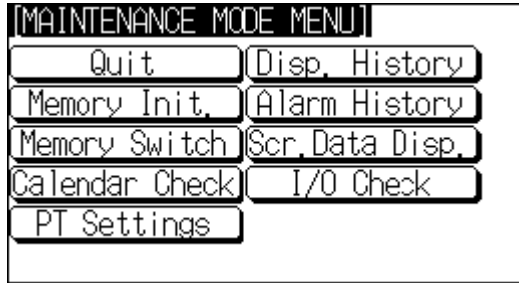 [MAINTENANCE MODE MENU]
Quit Disp. History
Memory Init. Alarm History
Memory Switch Scr.Data Disp.
Calendar Check I/O Check
PT Settings